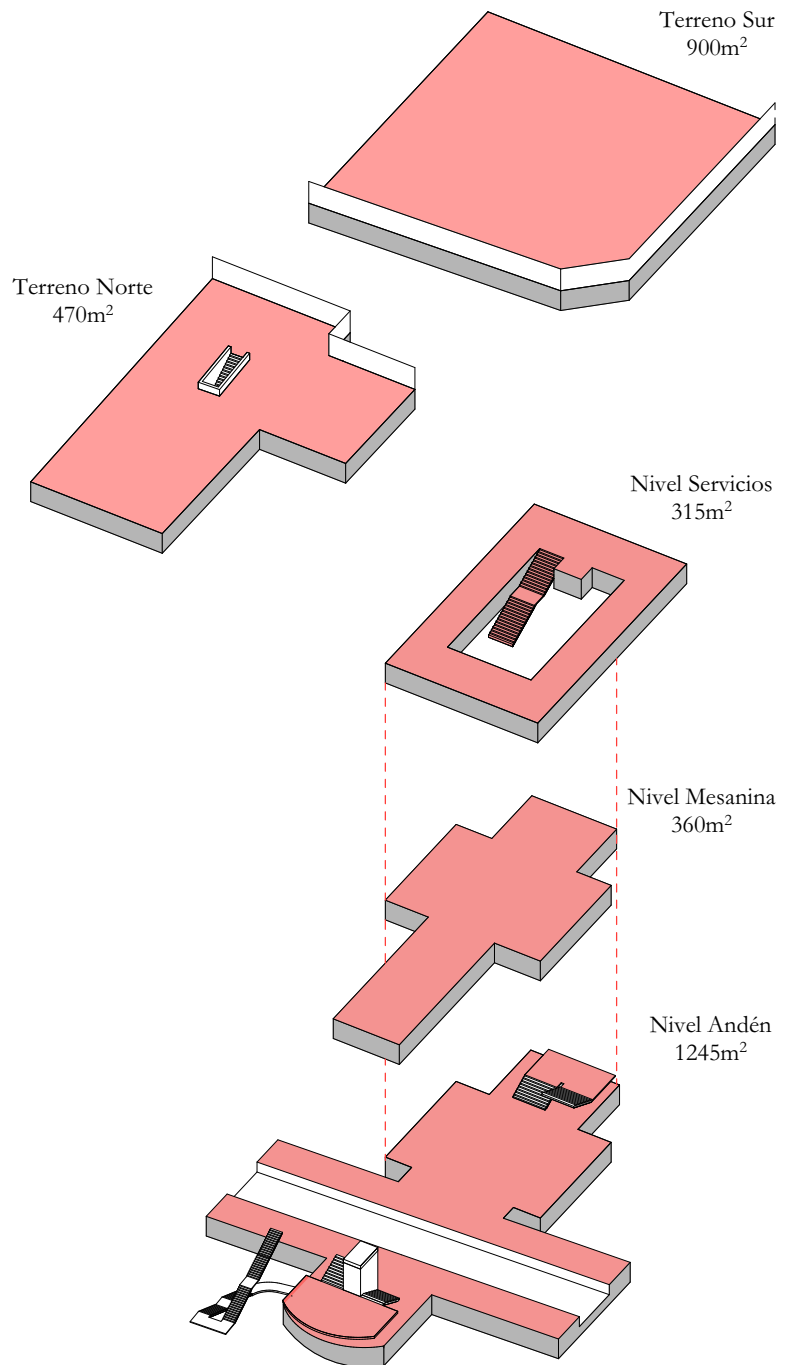 Terreno Sur
900m²
Terreno Norte
470m²
Nivel Servicios
315m²
Nivel Mesanina
360m²
Nivel Andén
1245m²